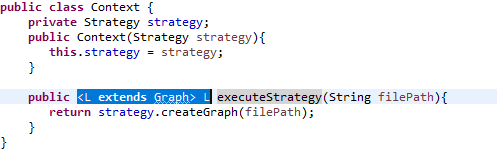 public class Context {
    private Strategy strategy;
    public Context(Strategy strategy){
        this.strategy = strategy;
    }

    public <L extends Graph> L executeStrategy(String filePath){
        return strategy.createGraph(filePath);
    }
}